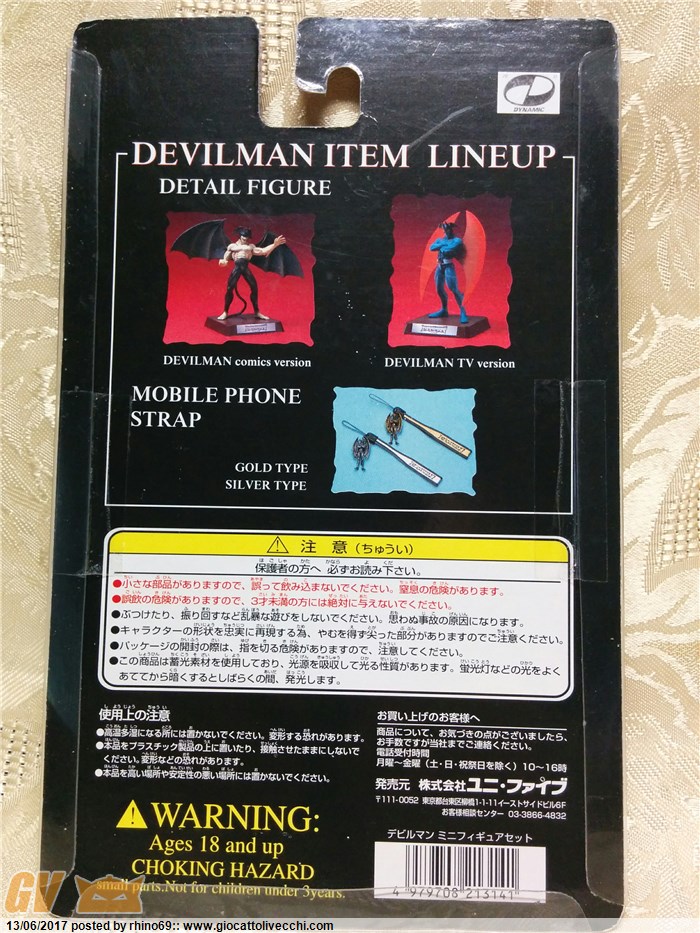 DYNAMIC
DEVILMAN ITEM LINEUP
DETAIL FIGURE
DEVILMAN comics version
DEVILMAN TV version
MOBILE PHONE
STRAP
GOLD TYPE
SILVER TYPE
注意(ちゅうい)
保護者の方へ 必ずお読み下さい。
●小さな部品がありますので、誤って飲み込まないでください。窒息の危険があります。
●誤飲の危険がありますので、3才未満の方には絶対に与えないでください。
●ぶつけたり、振り回すなど乱暴な遊びをしないでください。思わぬ事故の原因になります。
●キャラクターの形状を忠実に再現する為、やむを得ず尖った部分がありますのでご注意ください。
●パッケージの開封の際は、指を切る危険がありますので、注意してください。
●この商品は蓄光素材を使用しており、光源を吸収して光る性質があります。蛍光灯などの光をよく
あててから暗くするとしばらくの間、発光します。
使用上の注意
●高温多湿になる所には置かないでください。変形する恐れがあります。
●本品をプラスチック製品の上に置いたり、接触させたままにしないで
ください。変形などの恐れがあります。
●本品を高い場所や安定性の悪い場所には置かないでください。
お買い上げのお客様へ
商品について、お気づきの点がございましたら、
お手数ですが当社までご連絡ください。
電話受付時間
月曜〜金曜(土・日・祝祭日を除く)10〜16時
発売元 株式会社ユニ・ファイブ
〒111-0052 東京都台東区柳橋1-1-11イーストサイドビル6F
お客様相談センター 03-3866-4832
WARNING:
Ages 18 and up
CHOKING HAZARD
small parts.Not for children under 3years.
デビルマン ミニフィギュアセット
4 979708 213141
GV
13/06/2017 posted by rhino69:: www.giocattolivecchi.com